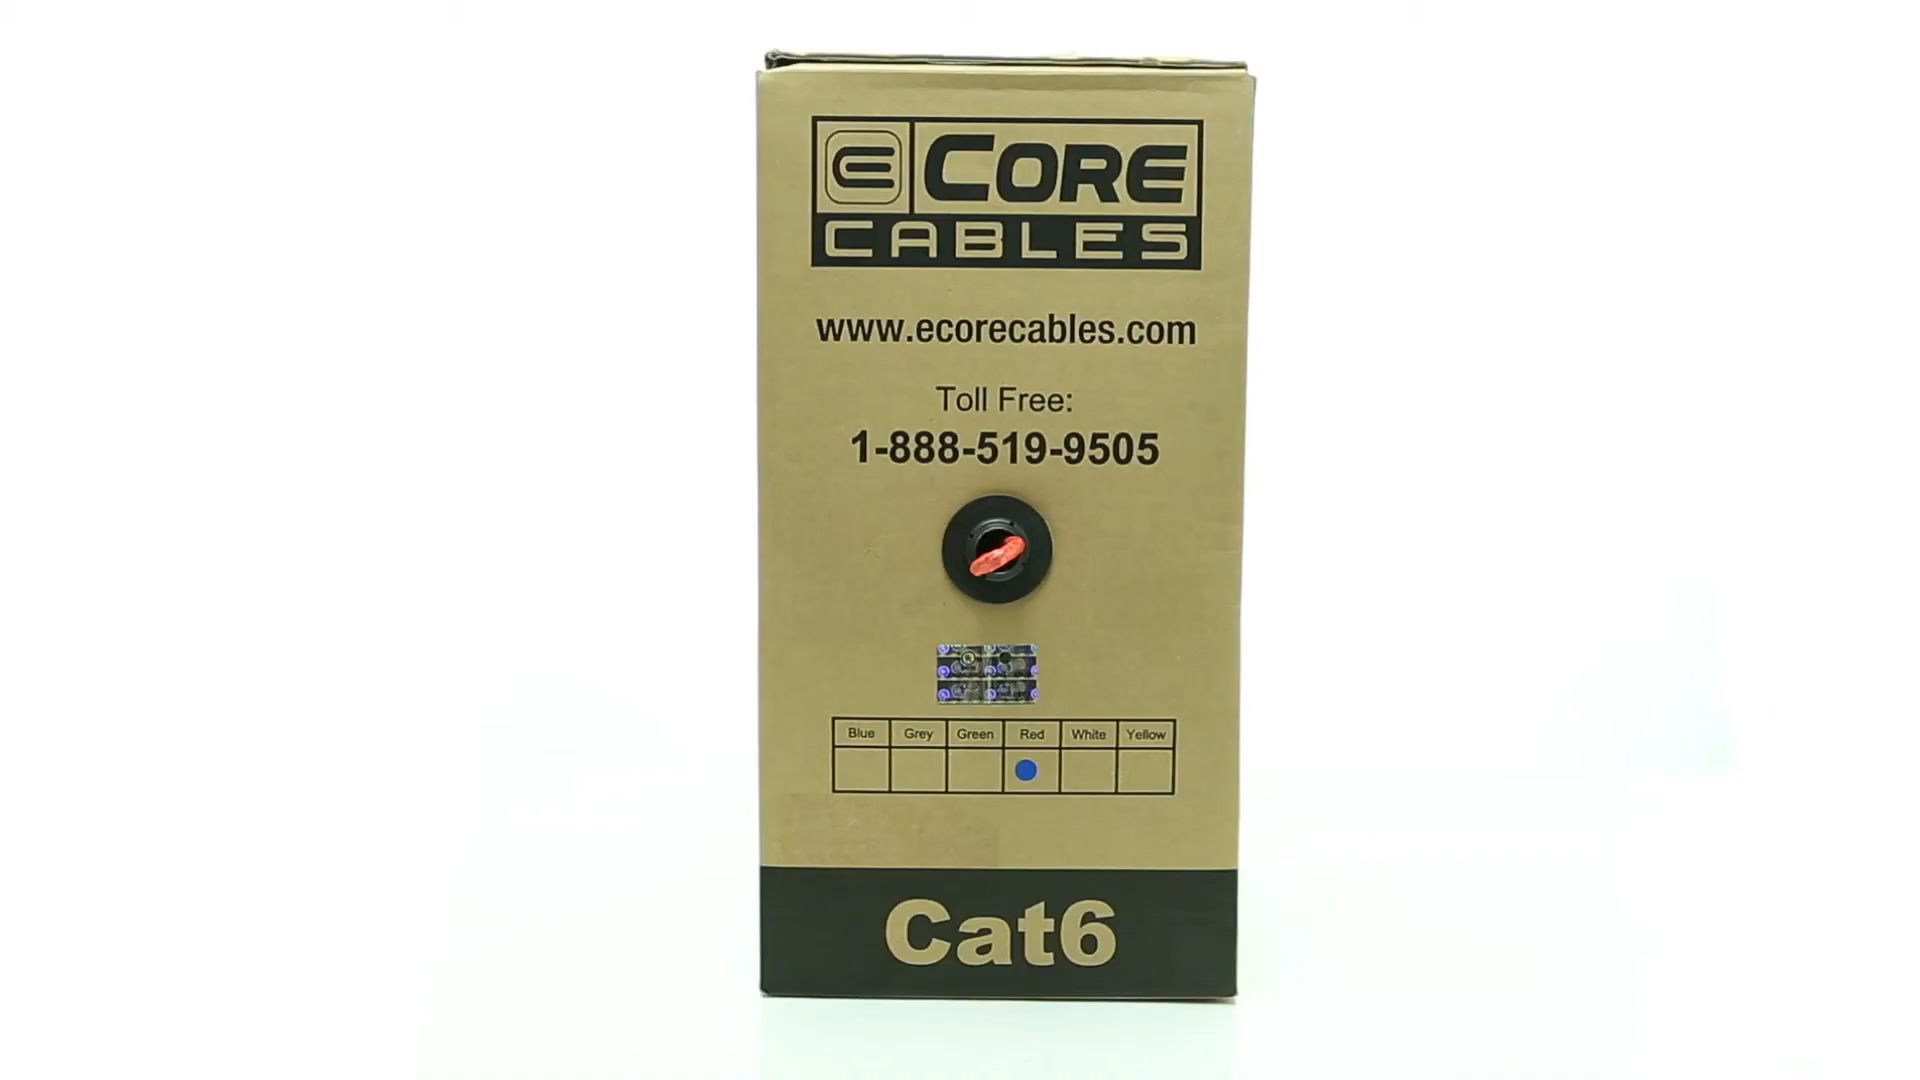 e CORE
CABLES
www.ecorecables.com
Toll Free:
1-888-519-9505
Blue Grey Green Red White Yellow
Cat6